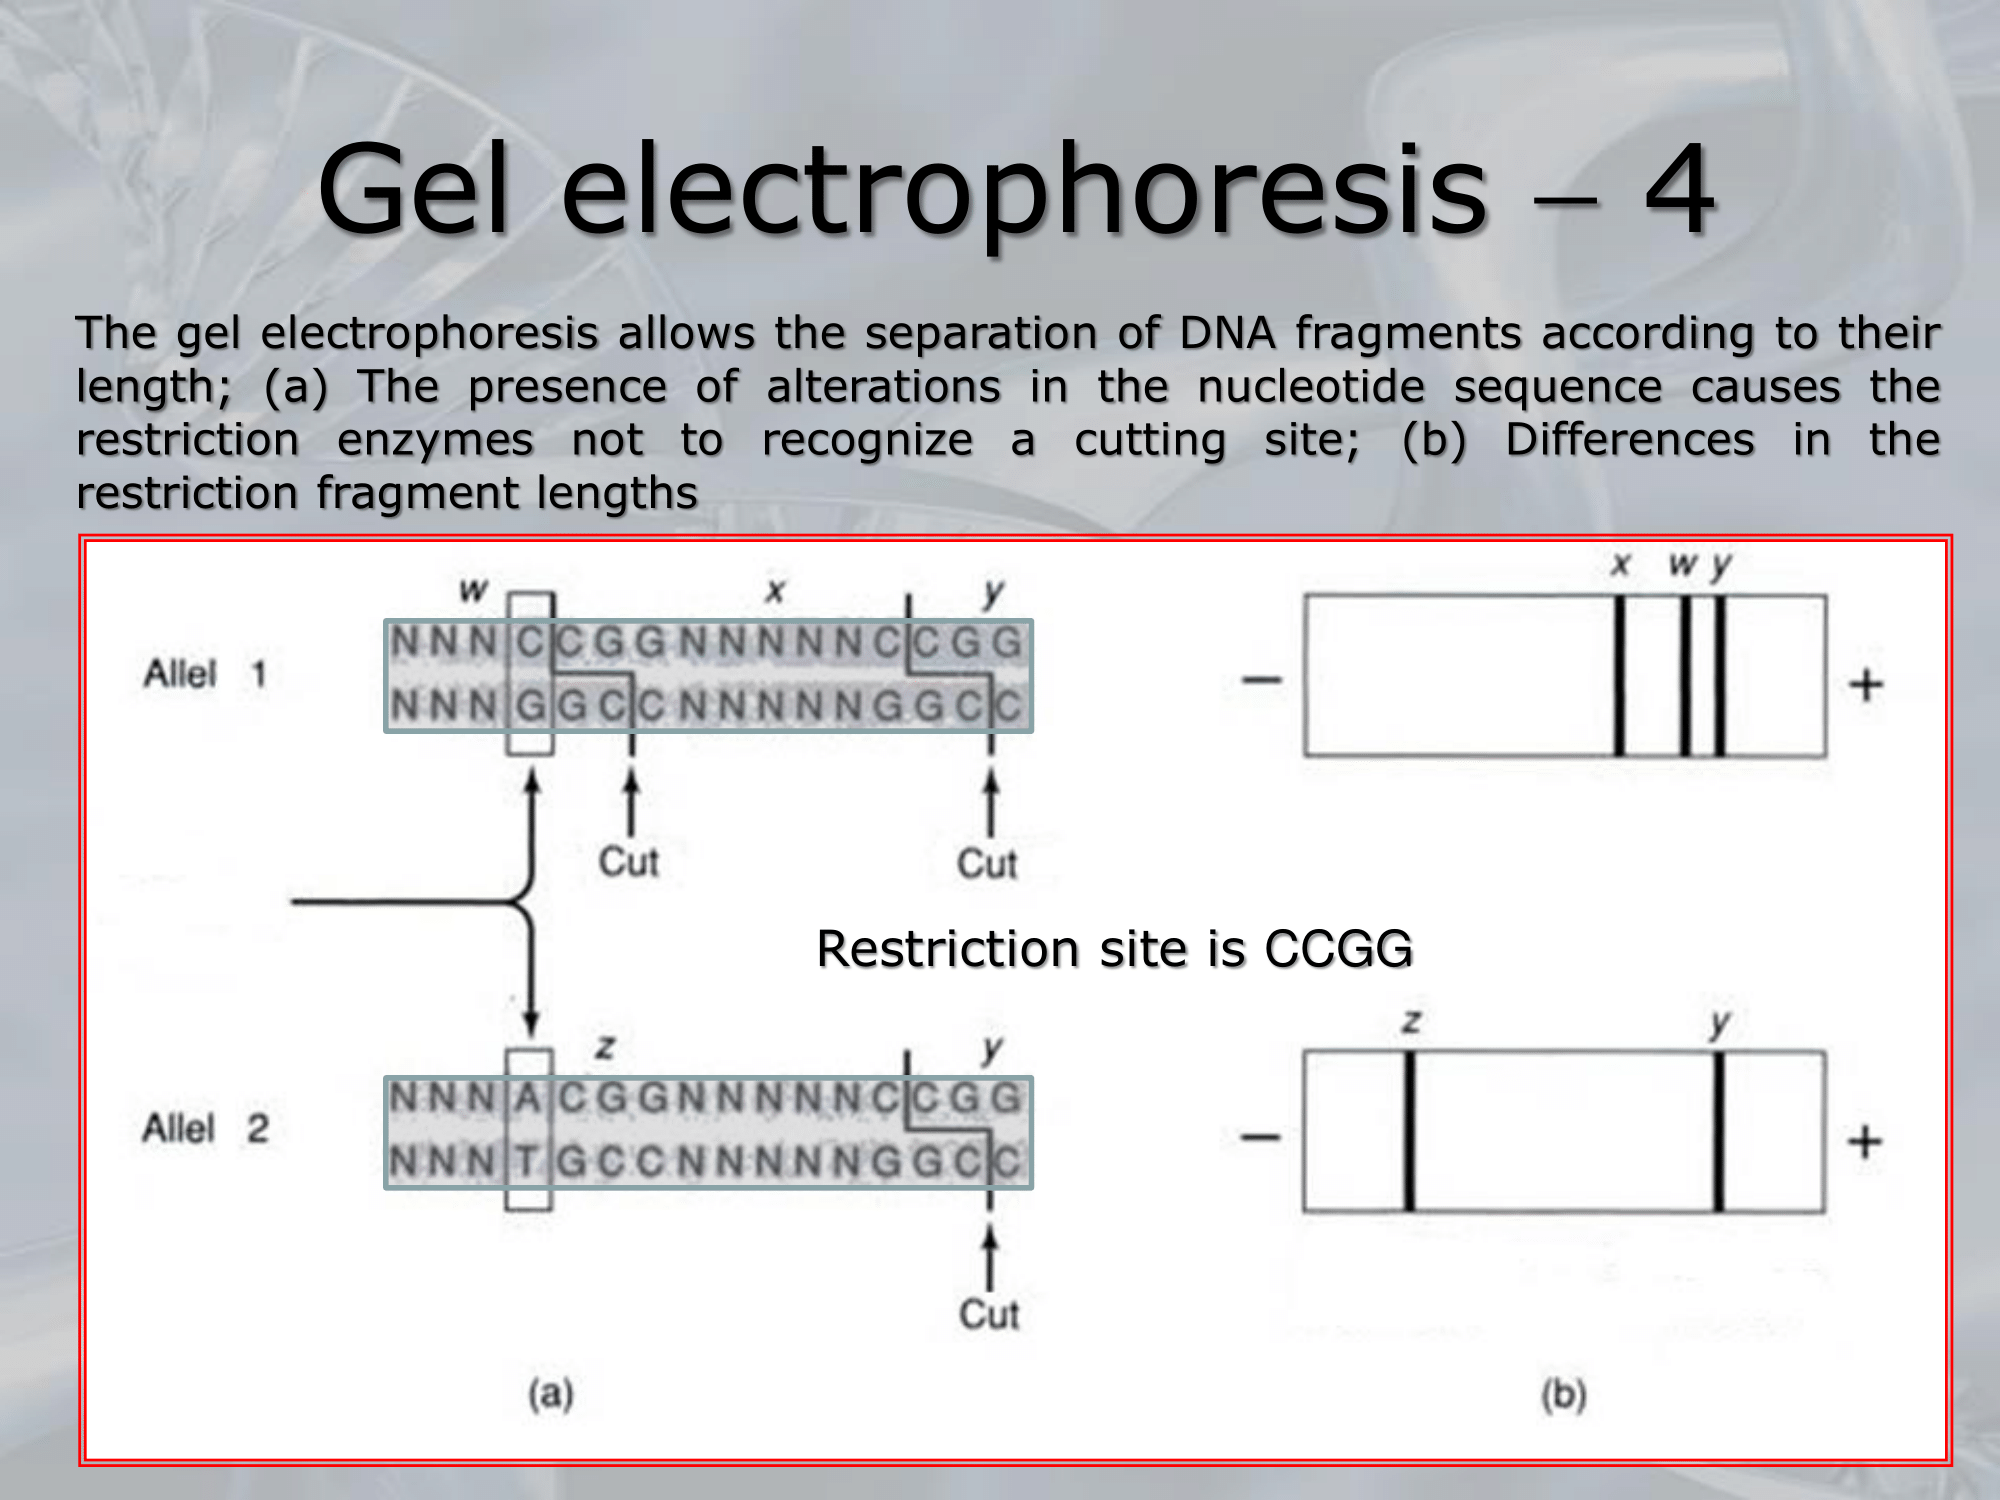 Gel electrophoresis – 4
The gel electrophoresis allows the separation of DNA fragments according to their
length; (a) The presence of alterations in the nucleotide sequence causes the
restriction enzymes not to recognize a cutting site; (b) Differences in the
restriction fragment lengths
w x y
Allel 1
NNNCCGGNNNNNCCGG
NNNGGCCNNNNNGGCC
Cut Cut
x w y
− +
Restriction site is CCGG
z y
Allel 2
NNNACGGNNNNNCCGG
NNNTGCCNNNNNGGCC
Cut
z y
− +
(a) (b)